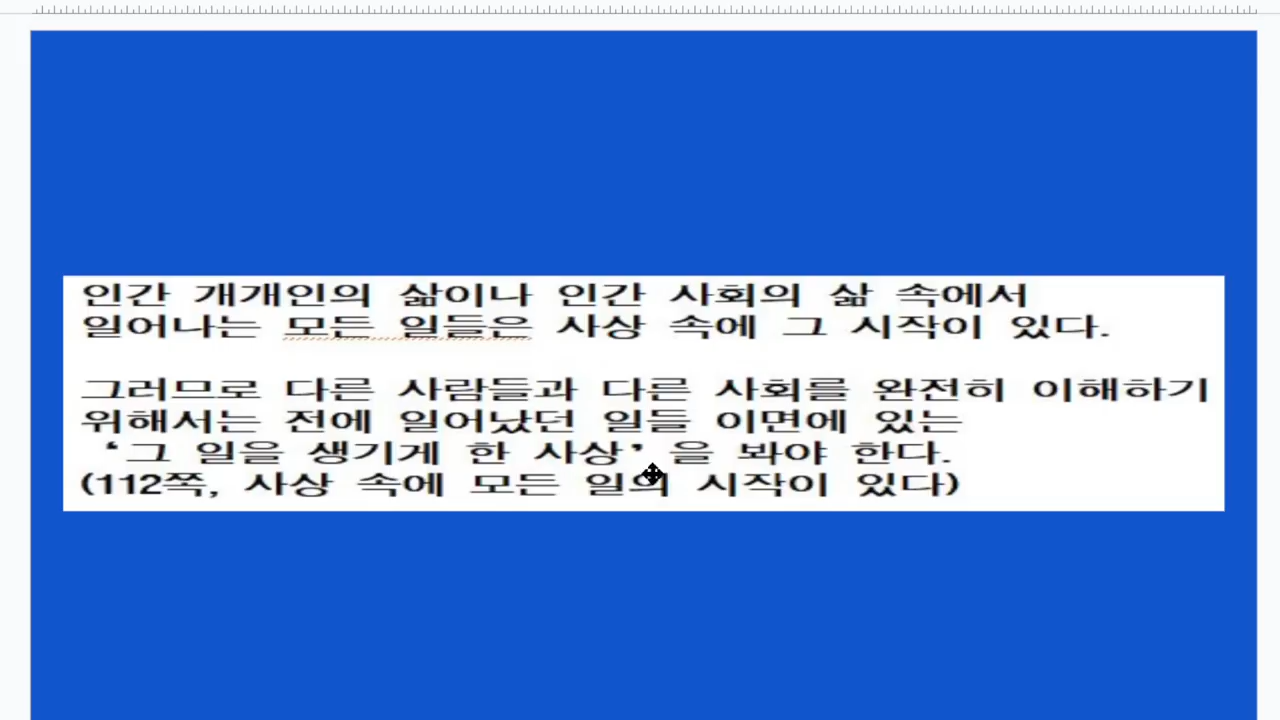 인간 개개인의 삶이나 인간 사회의 삶 속에서
일어나는 모든 일들은 사상 속에 그 시작이 있다.
그러므로 다른 사람들과 다른 사회를 완전히 이해하기
위해서는 전에 일어났던 일들 이면에 있는
‘그 일을 생기게 한 사상’을 봐야 한다.
(112쪽, 사상 속에 모든 일의 시작이 있다)